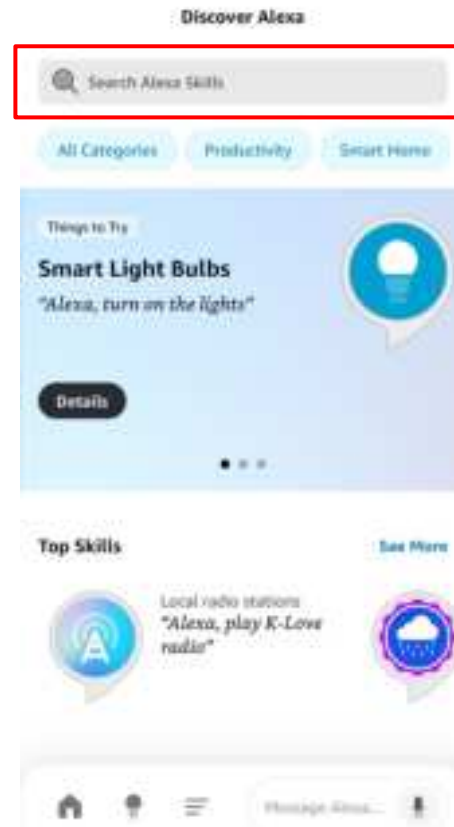 Discover Alexa
Search Alexa Skills
All Categories Productivity Smart Home
Things to Try
Smart Light Bulbs
"Alexa, turn on the lights"
Details
Top Skills See More
Local radio stations
"Alexa, play K-Love
radio"
Message Alexa...